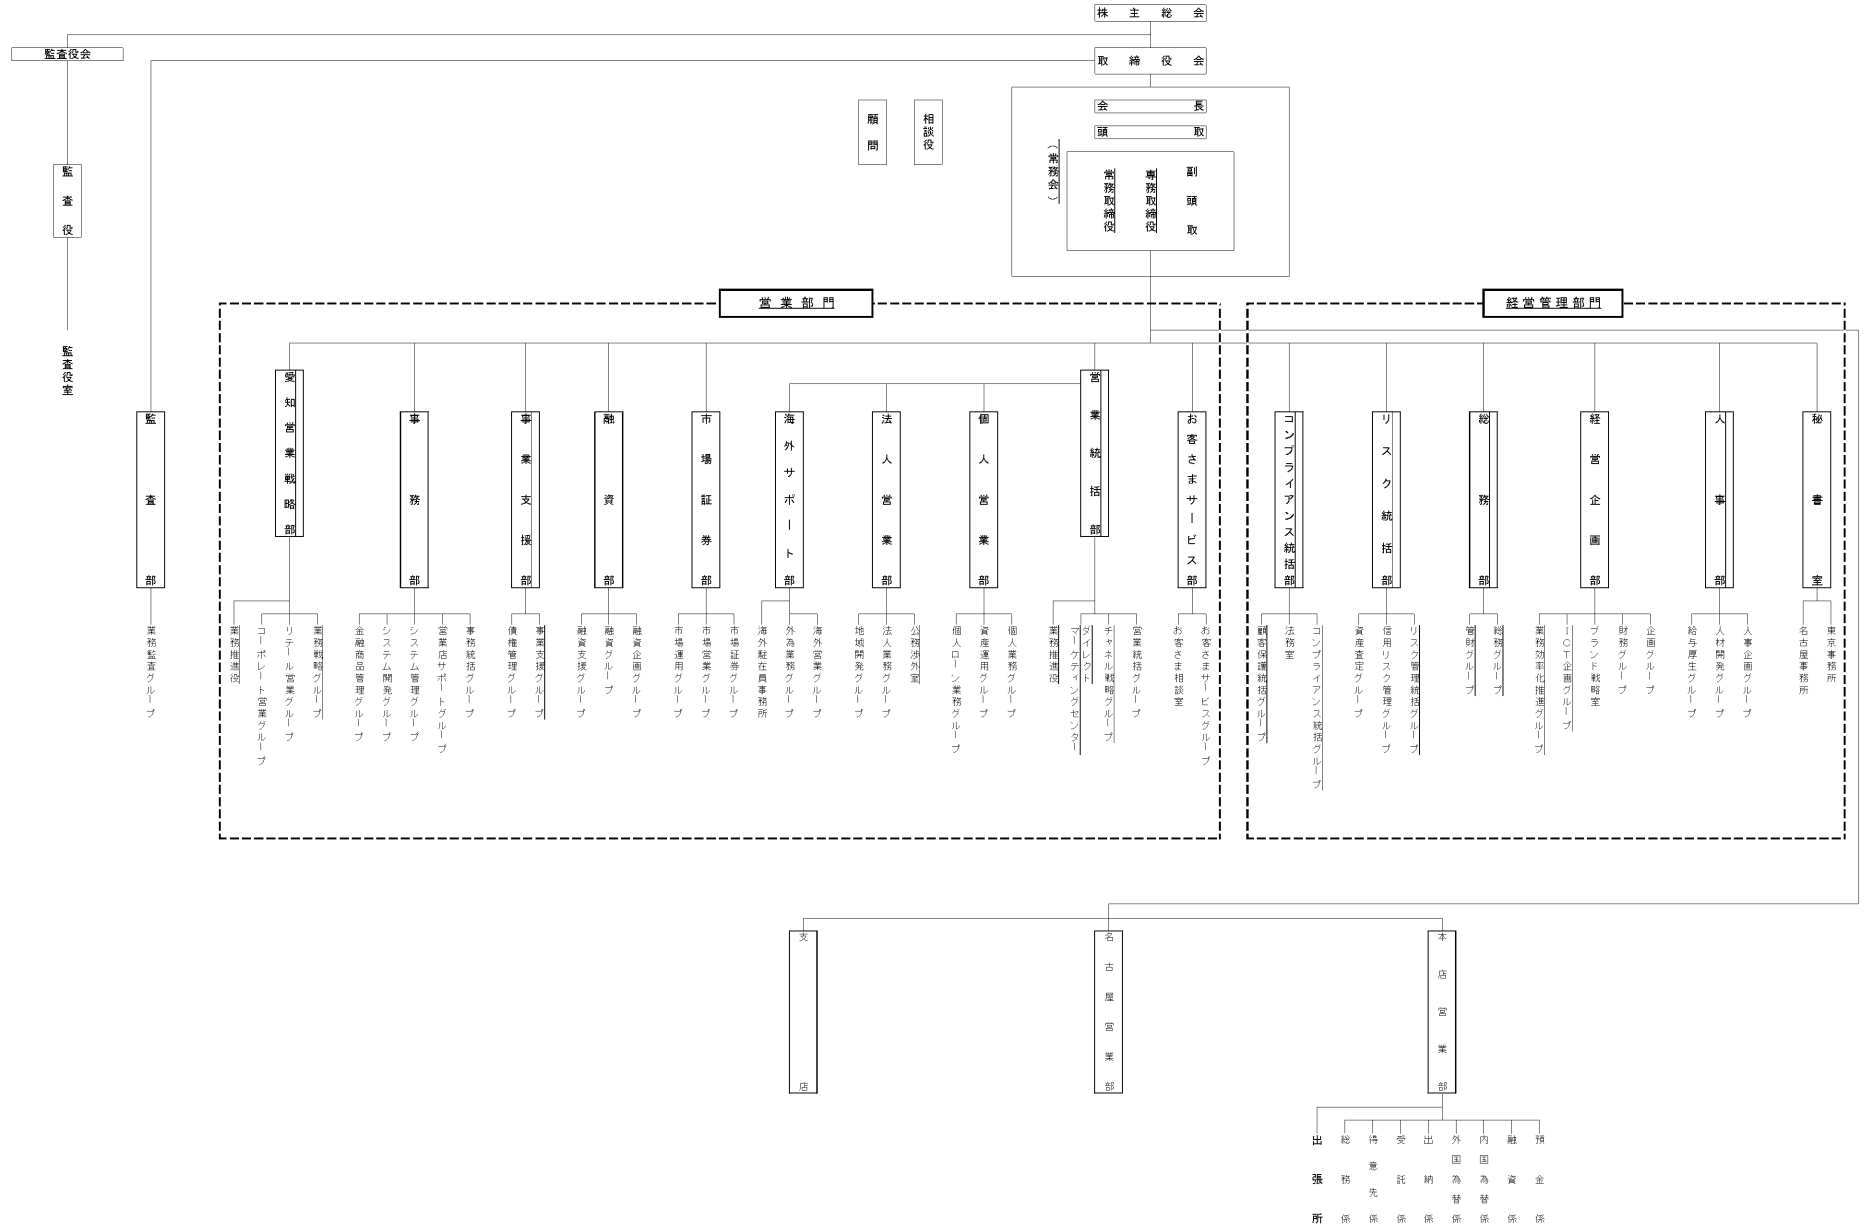 株主総会
監査役会
取締役会
会長
頭取
(常務会)
副頭取
専務取締役
常務取締役
相談役
顧問
監査役
監査役室
営業部門
経営管理部門
秘書室
人事部
経営企画部
総務部
リスク統括部
コンプライアンス統括部
お客さまサービス部
営業統括部
個人営業部
法人営業部
海外サポート部
市場証券部
融資部
事業支援部
事務部
愛知営業戦略部
監査部
東京事務所
名古屋事務所
人事企画グループ
人材開発グループ
給与厚生グループ
企画グループ
財務グループ
ブランド戦略室
ICT企画グループ
業務効率化推進グループ
総務グループ
管財グループ
リスク管理統括グループ
信用リスク管理グループ
資産査定グループ
コンプライアンス統括グループ
法務室
顧客保護統括グループ
お客さまサービスグループ
お客さま相談室
営業統括グループ
チャネル戦略グループ
ダイレクト
マーケティングセンター
業務推進役
個人業務グループ
資産運用グループ
個人ローン業務グループ
公務渉外室
法人業務グループ
地域開発グループ
海外営業グループ
外為業務グループ
海外駐在員事務所
市場証券グループ
市場営業グループ
市場運用グループ
融資企画グループ
融資グループ
融資支援グループ
事業支援グループ
債権管理グループ
事務統括グループ
営業店サポートグループ
システム管理グループ
システム開発グループ
金融商品管理グループ
業務戦略グループ
リテール営業グループ
コーポレート営業グループ
業務推進役
業務監査グループ
本店営業部
名古屋営業部
支店
預金係
融資係
内国為替係
外国為替係
出納係
受託係
得意先係
総務係
出張所